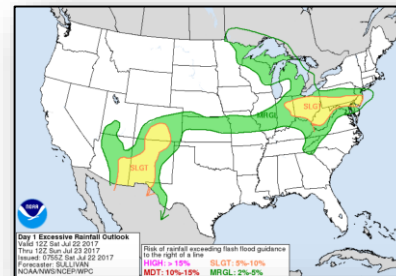 MRGL
SLGT
SLGT
NOAA
Day 1 Excessive Rainfall Outlook
Valid 12Z Sat Jul 22 2017
Thru 12Z Sun Jul 23 2017
Issued: 0755Z Sat Jul 22 2017
Forecaster: SULLIVAN
NOAA/NWS/NCEP/WPC
Risk of rainfall exceeding flash flood guidance
to the right of a line
HIGH: > 15% SLGT: 5%-10%
MDT: 10%-15% MRGL: 2%-5%